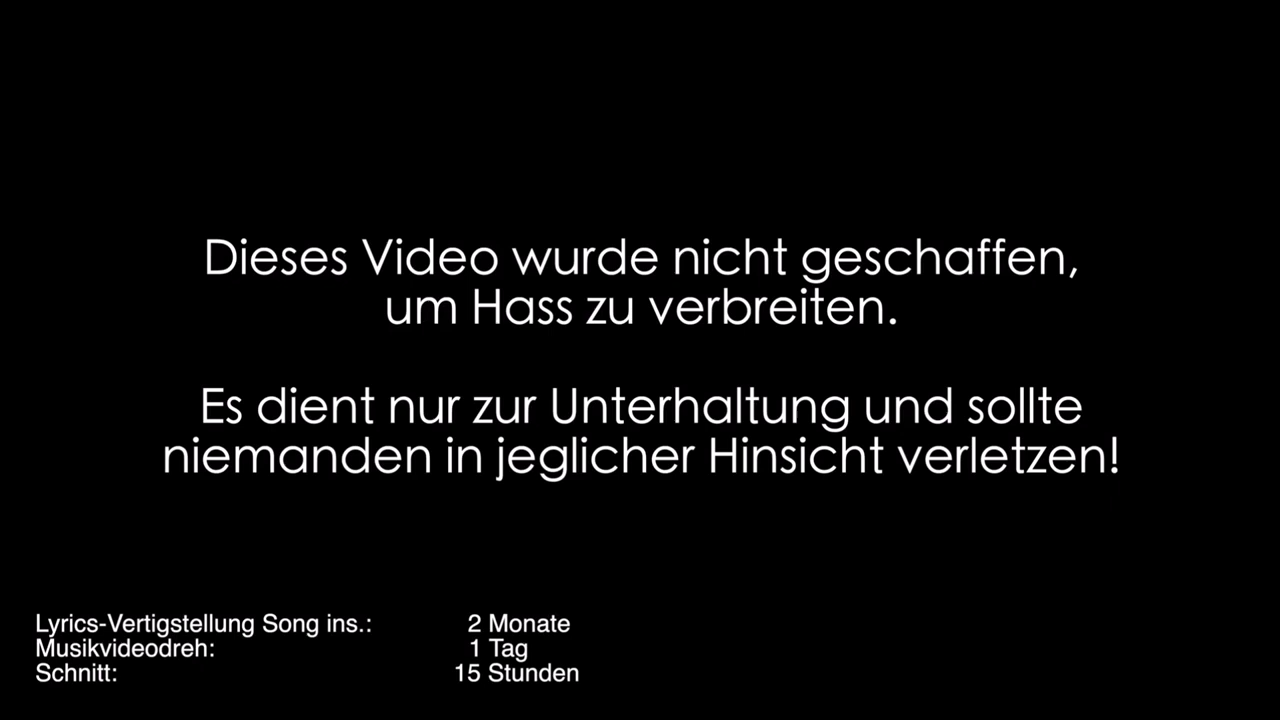 Dieses Video wurde nicht geschaffen,
um Hass zu verbreiten.
Es dient nur zur Unterhaltung und sollte
niemanden in jeglicher Hinsicht verletzen!
Lyrics-Vertigstellung Song ins.: 2 Monate
Musikvideodreh: 1 Tag
Schnitt: 15 Stunden